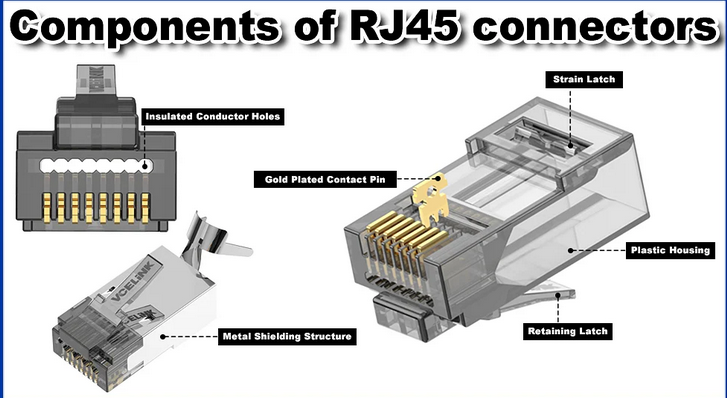 Components of RJ45 connectors
Strain Latch
Insulated Conductor Holes
Gold Plated Contact Pin
Plastic Housing
VCELINK
Retaining Latch
Metal Shielding Structure